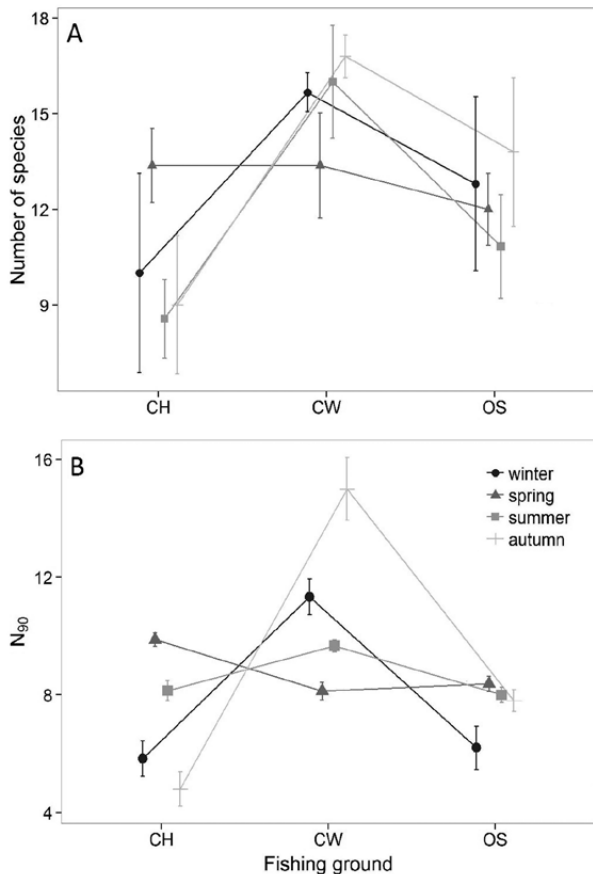 A
18
15
12
9
Number of species
CH CW OS
B
16
12
8
4
N₉₀
winter
spring
summer
autumn
CH CW OS
Fishing ground